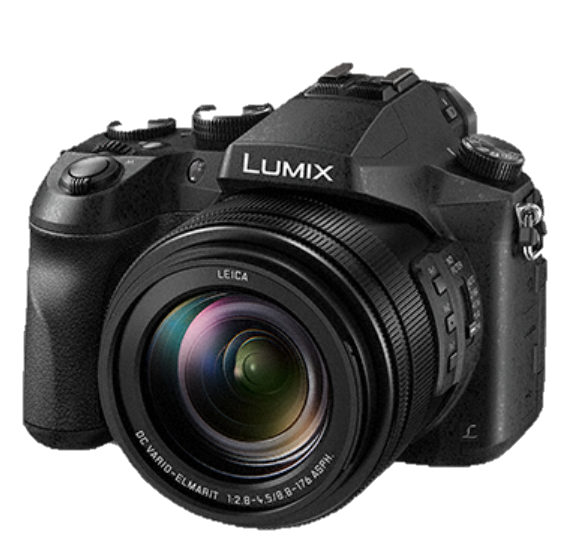 LUMIX
LEICA
DC VARIO-ELMARIT 1:2.8-4.5/8.8-176 ASPH.
L